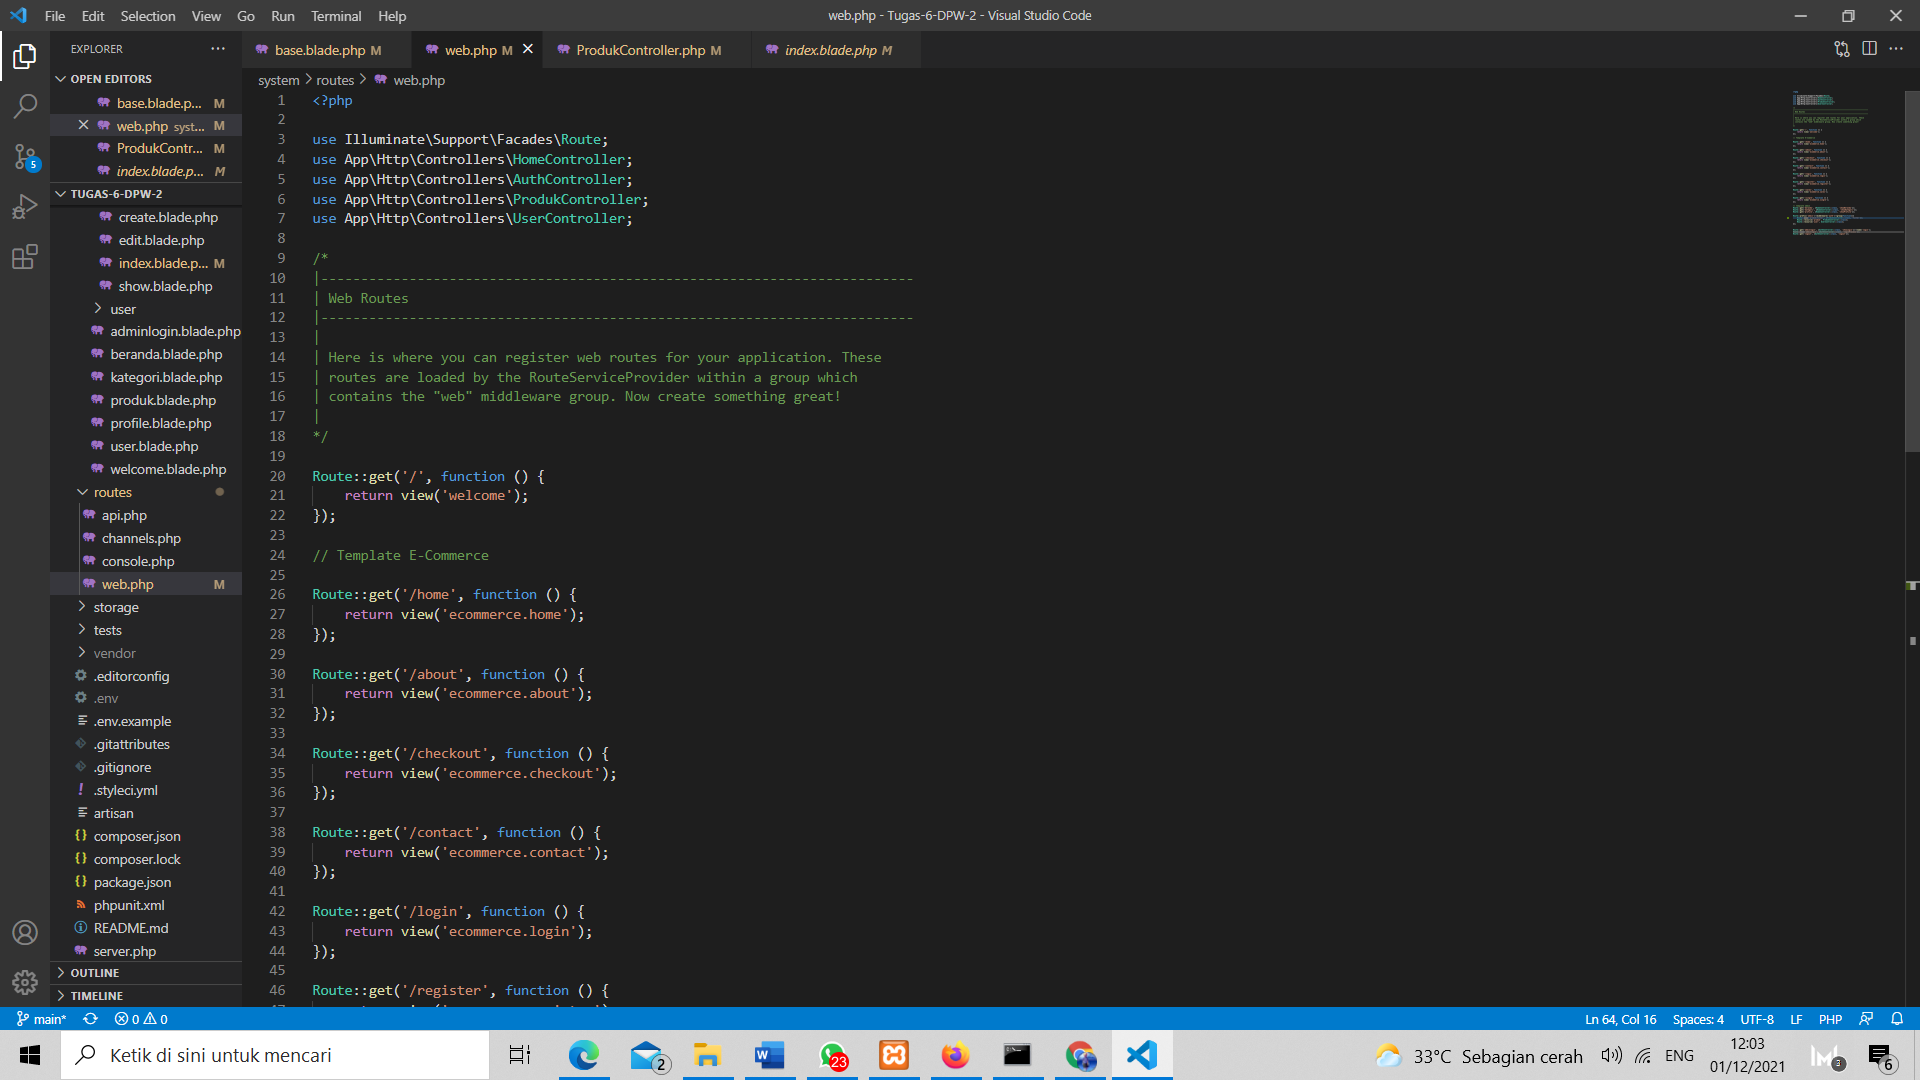 File Edit Selection View Go Run Terminal Help
web.php - Tugas-6-DPW-2 - Visual Studio Code
EXPLORER
OPEN EDITORS
base.blade.p... M
web.php syst... M
ProdukContr... M
index.blade.p... M
TUGAS-6-DPW-2
create.blade.php
edit.blade.php
index.blade.p... M
show.blade.php
user
adminlogin.blade.php
beranda.blade.php
kategori.blade.php
produk.blade.php
profile.blade.php
user.blade.php
welcome.blade.php
routes
api.php
channels.php
console.php
web.php M
storage
tests
vendor
.editorconfig
.env
.env.example
.gitattributes
.gitignore
.styleci.yml
artisan
composer.json
composer.lock
package.json
phpunit.xml
README.md
server.php
OUTLINE
TIMELINE
5
base.blade.php M
web.php M
ProdukController.php M
index.blade.php M
system > routes > web.php
1 <?php
2
3 use Illuminate\Support\Facades\Route;
4 use App\Http\Controllers\HomeController;
5 use App\Http\Controllers\AuthController;
6 use App\Http\Controllers\ProdukController;
7 use App\Http\Controllers\UserController;
8
9 /*
10 |--------------------------------------------------------------------------
11 | Web Routes
12 |--------------------------------------------------------------------------
13 |
14 | Here is where you can register web routes for your application. These
15 | routes are loaded by the RouteServiceProvider within a group which
16 | contains the "web" middleware group. Now create something great!
17 |
18 */
19
20 Route::get('/', function () {
21     return view('welcome');
22 });
23
24 // Template E-Commerce
25
26 Route::get('/home', function () {
27     return view('ecommerce.home');
28 });
29
30 Route::get('/about', function () {
31     return view('ecommerce.about');
32 });
33
34 Route::get('/checkout', function () {
35     return view('ecommerce.checkout');
36 });
37
38 Route::get('/contact', function () {
39     return view('ecommerce.contact');
40 });
41
42 Route::get('/login', function () {
43     return view('ecommerce.login');
44 });
45
46 Route::get('/register', function () {
main* 0 0
Ln 64, Col 16 Spaces: 4 UTF-8 LF PHP
Ketik di sini untuk mencari
2
23
33°C Sebagian cerah
ENG
12:03
01/12/2021
3
6